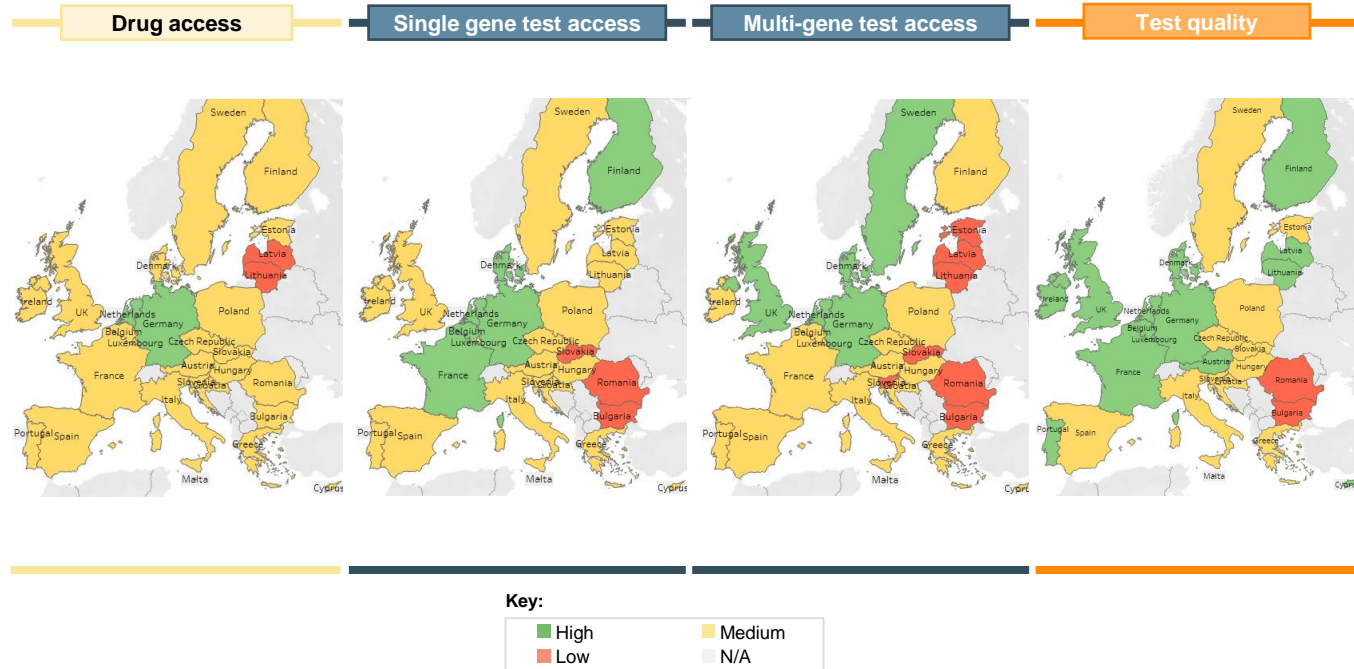 Drug access
Single gene test access
Multi-gene test access
Test quality
Sweden
Finland
Estonia
Latvia
Lithuania
Denmark
Ireland
UK
Netherlands
Germany
Poland
Belgium
Luxembourg
Czech Republic
Slovakia
Austria
Hungary
France
Slovenia
Croatia
Romania
Italy
Bulgaria
Portugal
Spain
Greece
Malta
Cyprus
Sweden
Finland
Estonia
Latvia
Lithuania
Denmark
Ireland
UK
Netherlands
Germany
Poland
Belgium
Luxembourg
Czech Republic
Slovakia
Austria
Hungary
France
Slovenia
Croatia
Romania
Italy
Bulgaria
Portugal
Spain
Greece
Malta
Cyprus
Sweden
Finland
Estonia
Latvia
Lithuania
Denmark
Ireland
UK
Netherlands
Germany
Poland
Belgium
Luxembourg
Czech Republic
Slovakia
Austria
Hungary
France
Slovenia
Croatia
Romania
Italy
Bulgaria
Portugal
Spain
Greece
Malta
Cyprus
Sweden
Finland
Estonia
Latvia
Lithuania
Denmark
Ireland
UK
Netherlands
Germany
Poland
Belgium
Luxembourg
Czech Republic
Slovakia
Austria
Hungary
France
Slovenia
Croatia
Romania
Italy
Bulgaria
Portugal
Spain
Greece
Malta
Cyprus
Key:
High
Medium
Low
N/A